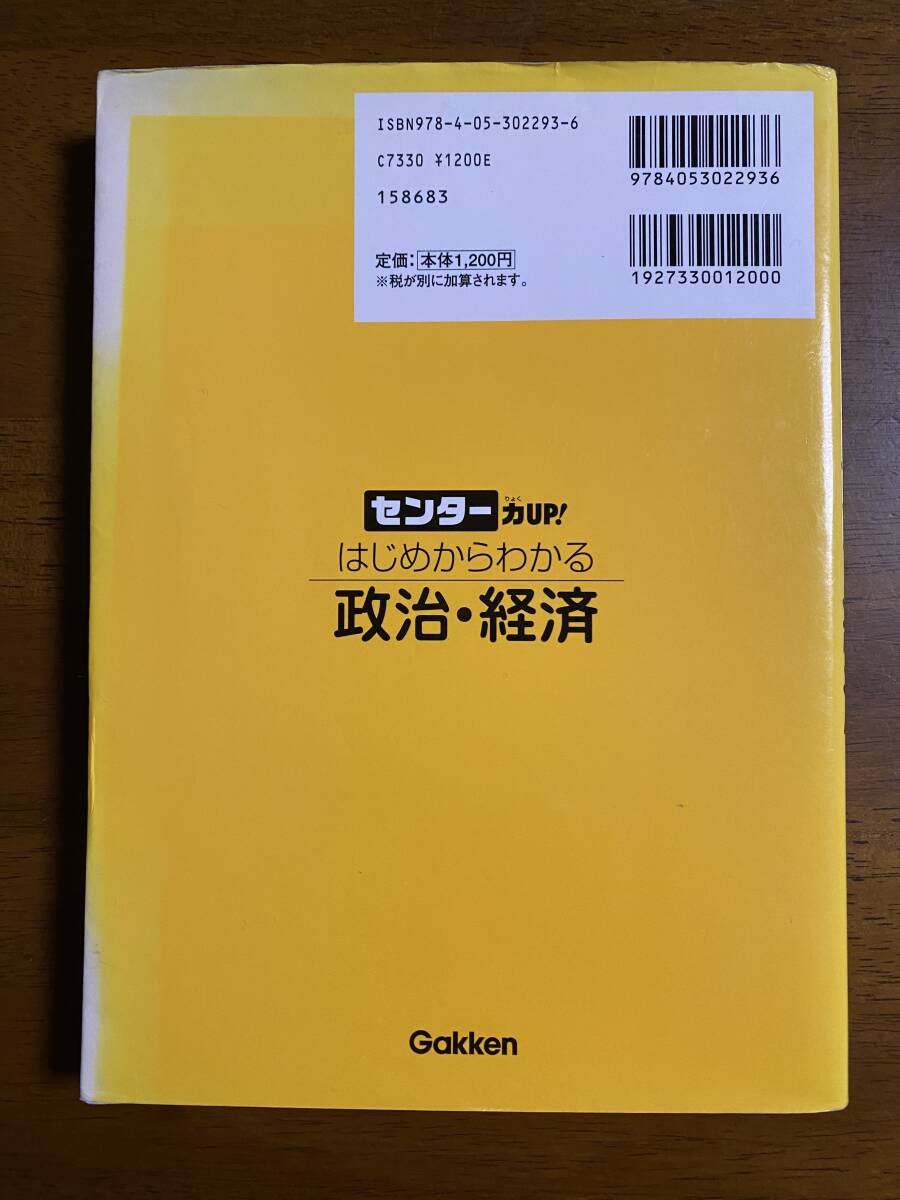 ISBN978-4-05-302293-6
C7330 ¥1200E
158683
定価：本体1,200円
※税が別に加算されます。
9784053022936
1927330012000
センター力UP!
りょく
はじめからわかる
政治・経済
Gakken